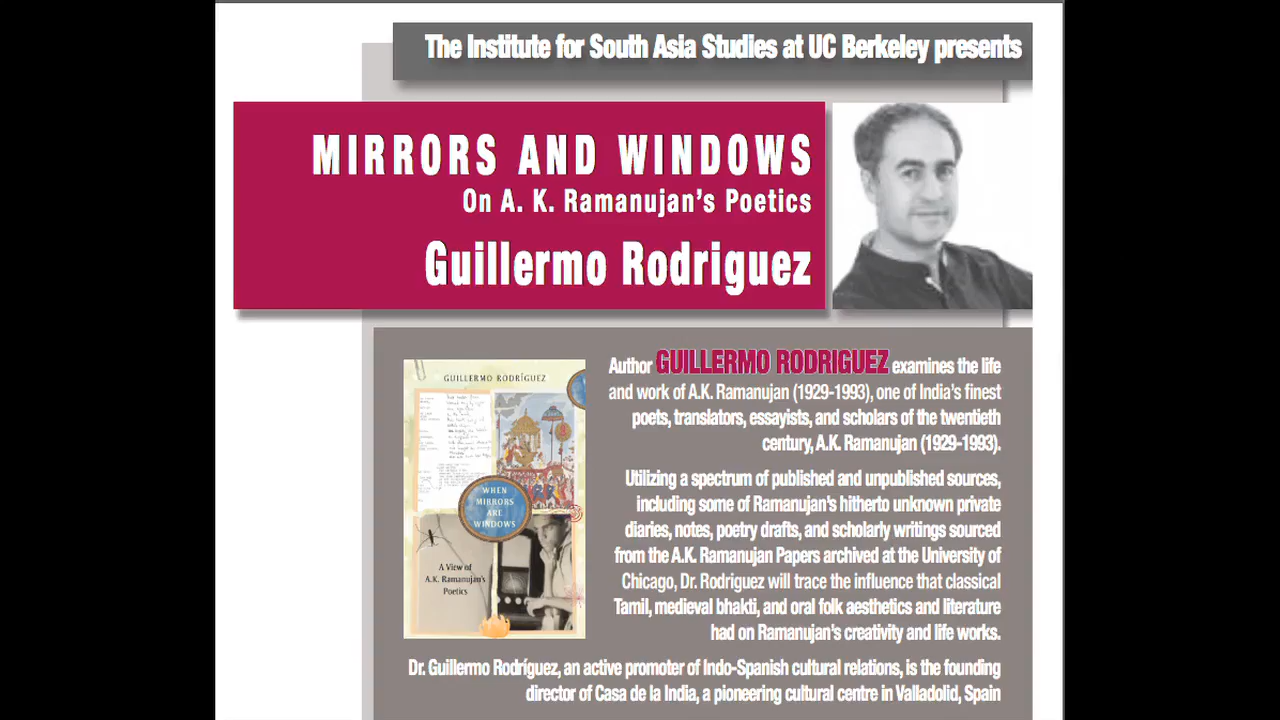 The Institute for South Asia Studies at UC Berkeley presents
MIRRORS AND WINDOWS
On A. K. Ramanujan's Poetics
Guillermo Rodriguez
GUILLERMO RODRÍGUEZ
WHEN
MIRRORS
ARE
WINDOWS
A View of
A.K. Ramanujan's
Poetics
Author GUILLERMO RODRIGUEZ examines the life
and work of A.K. Ramanujan (1929-1993), one of India's finest
poets, translators, essayists, and scholars of the twentieth
century, A.K. Ramanujan (1929-1993).
Utilizing a spectrum of published and unpublished sources,
including some of Ramanujan's hitherto unknown private
diaries, notes, poetry drafts, and scholarly writings sourced
from the A.K. Ramanujan Papers archived at the University of
Chicago, Dr. Rodriguez will trace the influence that classical
Tamil, medieval bhakti, and oral folk aesthetics and literature
had on Ramanujan's creativity and life works.
Dr. Guillermo Rodríguez, an active promoter of Indo-Spanish cultural relations, is the founding
director of Casa de la India, a pioneering cultural centre in Valladolid, Spain